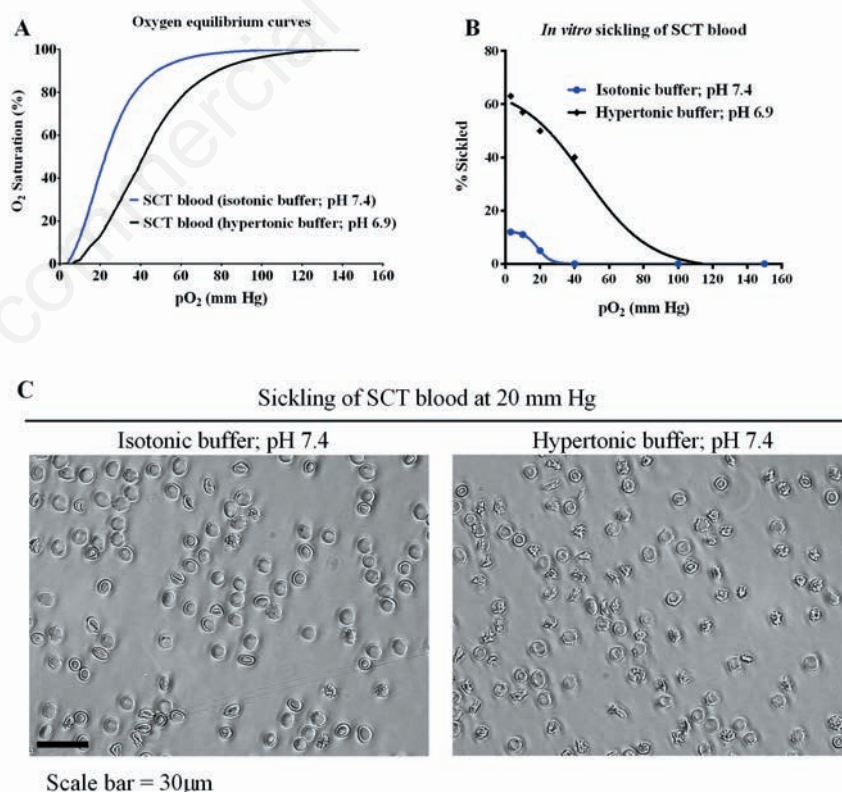 commercial
A
Oxygen equilibrium curves
O2 Saturation (%)
100
80
60
40
20
0
SCT blood (isotonic buffer; pH 7.4)
SCT blood (hypertonic buffer; pH 6.9)
0 20 40 60 80 100 120 140 160
pO2 (mm Hg)
B
In vitro sickling of SCT blood
% Sickled
80
60
40
20
0
Isotonic buffer; pH 7.4
Hypertonic buffer; pH 6.9
0 20 40 60 80 100 120 140 160
pO2 (mm Hg)
C
Sickling of SCT blood at 20 mm Hg
Isotonic buffer; pH 7.4
Hypertonic buffer; pH 7.4
Scale bar = 30μm